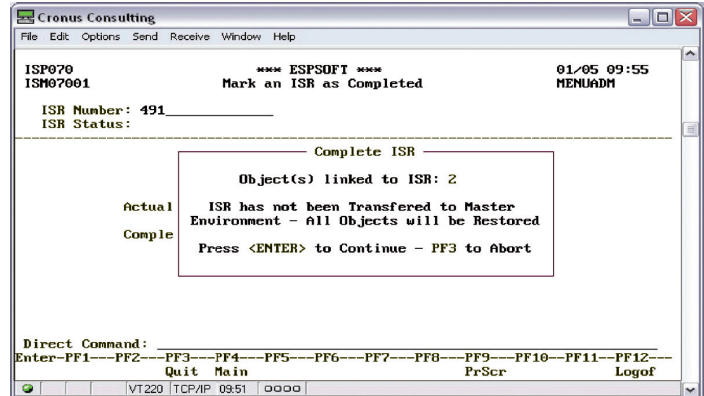 Cronus Consulting
File Edit Options Send Receive Window Help
ISP070 *** ESPSOFT *** 01/05 09:55
ISM07001 Mark an ISR as Completed MENUADM
ISR Number: 491
ISR Status:
Complete ISR
Object(s) linked to ISR: 2
Actual ISR has not been Transfered to Master
Environment - All Objects will be Restored
Comple
Press <ENTER> to Continue - PF3 to Abort
Direct Command:
Enter-PF1---PF2---PF3---PF4---PF5---PF6---PF7---PF8---PF9---PF10--PF11--PF12---
Quit Main PrScr Logof
VT220 TCP/IP 09:51